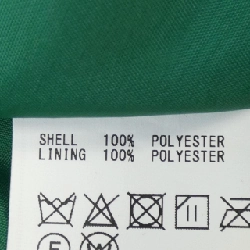 SHELL 100% POLYESTER
LINING 100% POLYESTER
F W